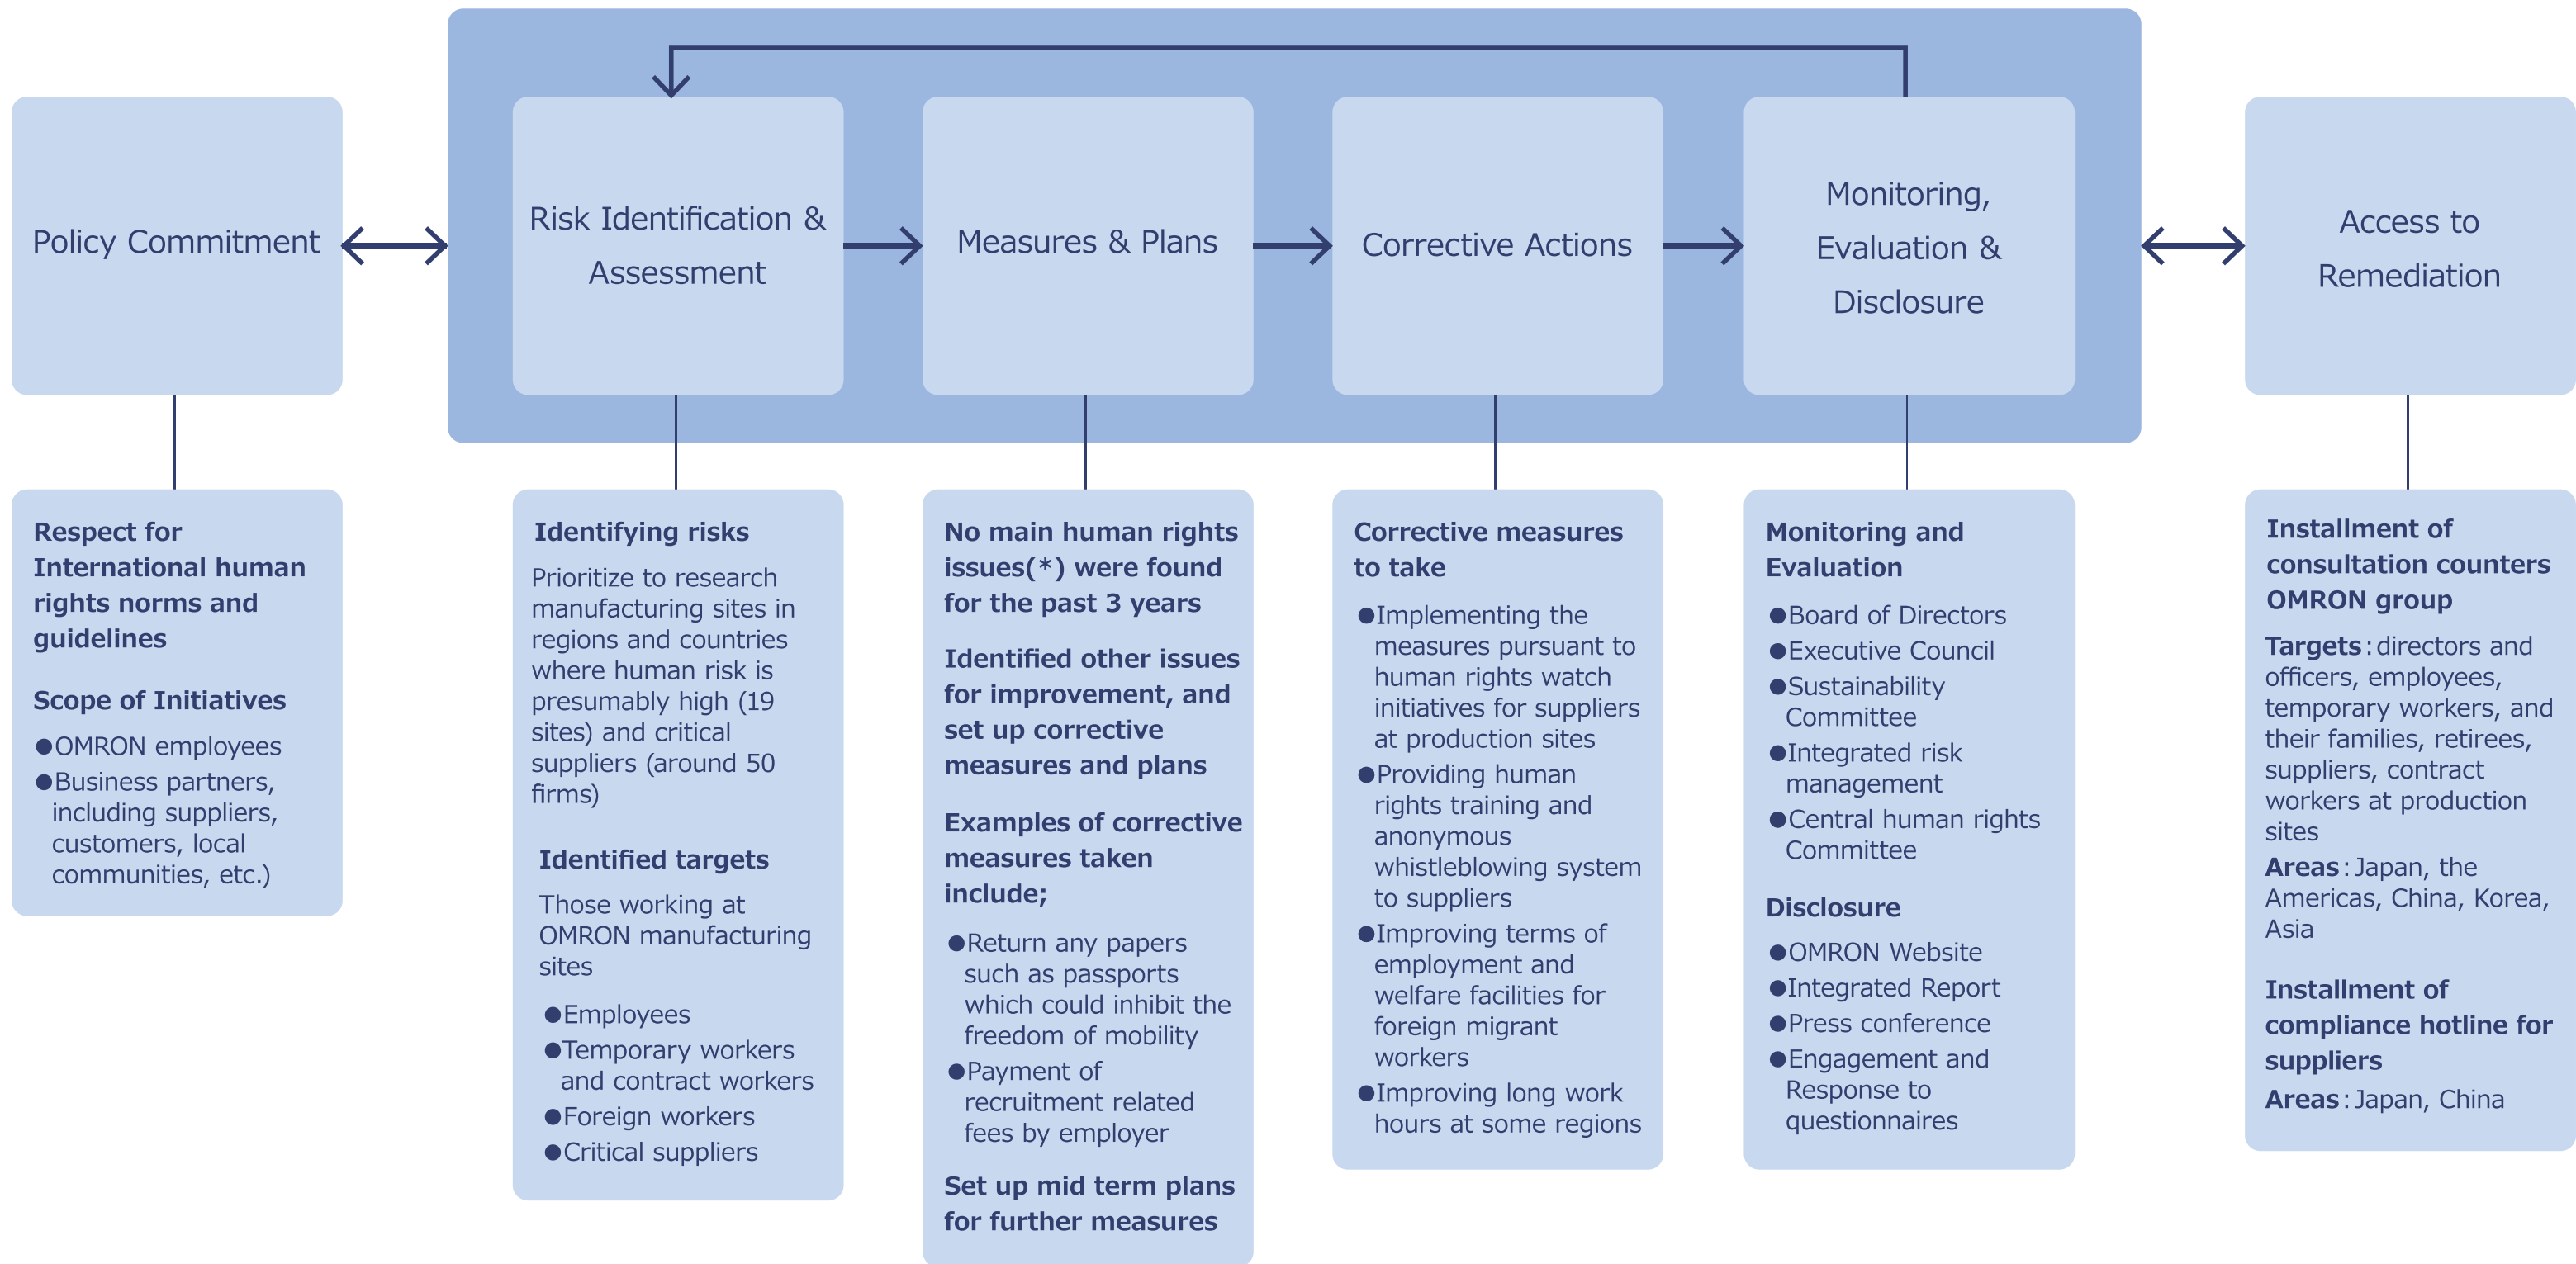 Policy Commitment
Risk Identification &
Assessment
Measures & Plans
Corrective Actions
Monitoring,
Evaluation &
Disclosure
Access to
Remediation
Respect for
International human
rights norms and
guidelines
Scope of Initiatives
●OMRON employees
●Business partners,
including suppliers,
customers, local
communities, etc.)
Identifying risks
Prioritize to research
manufacturing sites in
regions and countries
where human risk is
presumably high (19
sites) and critical
suppliers (around 50
firms)
Identified targets
Those working at
OMRON manufacturing
sites
●Employees
●Temporary workers
and contract workers
●Foreign workers
●Critical suppliers
No main human rights
issues(*) were found
for the past 3 years
Identified other issues
for improvement, and
set up corrective
measures and plans
Examples of corrective
measures taken
include;
●Return any papers
such as passports
which could inhibit the
freedom of mobility
●Payment of
recruitment related
fees by employer
Set up mid term plans
for further measures
Corrective measures
to take
●Implementing the
measures pursuant to
human rights watch
initiatives for suppliers
at production sites
●Providing human
rights training and
anonymous
whistleblowing system
to suppliers
●Improving terms of
employment and
welfare facilities for
foreign migrant
workers
●Improving long work
hours at some regions
Monitoring and
Evaluation
●Board of Directors
●Executive Council
●Sustainability
Committee
●Integrated risk
management
●Central human rights
Committee
Disclosure
●OMRON Website
●Integrated Report
●Press conference
●Engagement and
Response to
questionnaires
Installment of
consultation counters
OMRON group
Targets：directors and
officers, employees,
temporary workers, and
their families, retirees,
suppliers, contract
workers at production
sites
Areas：Japan, the
Americas, China, Korea,
Asia
Installment of
compliance hotline for
suppliers
Areas：Japan, China